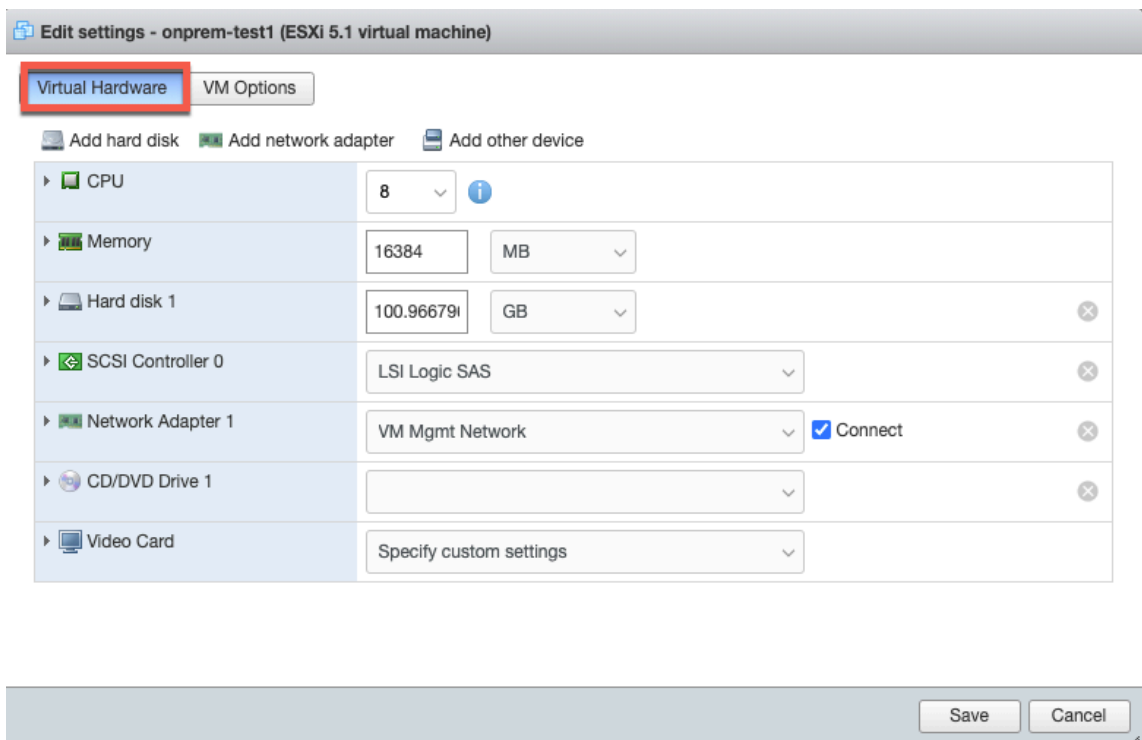 Edit settings - onprem-test1 (ESXi 5.1 virtual machine)
Virtual Hardware VM Options
Add hard disk Add network adapter Add other device
CPU 8
Memory 16384 MB
Hard disk 1 100.966796 GB
SCSI Controller 0 LSI Logic SAS
Network Adapter 1 VM Mgmt Network Connect
CD/DVD Drive 1
Video Card Specify custom settings
Save Cancel